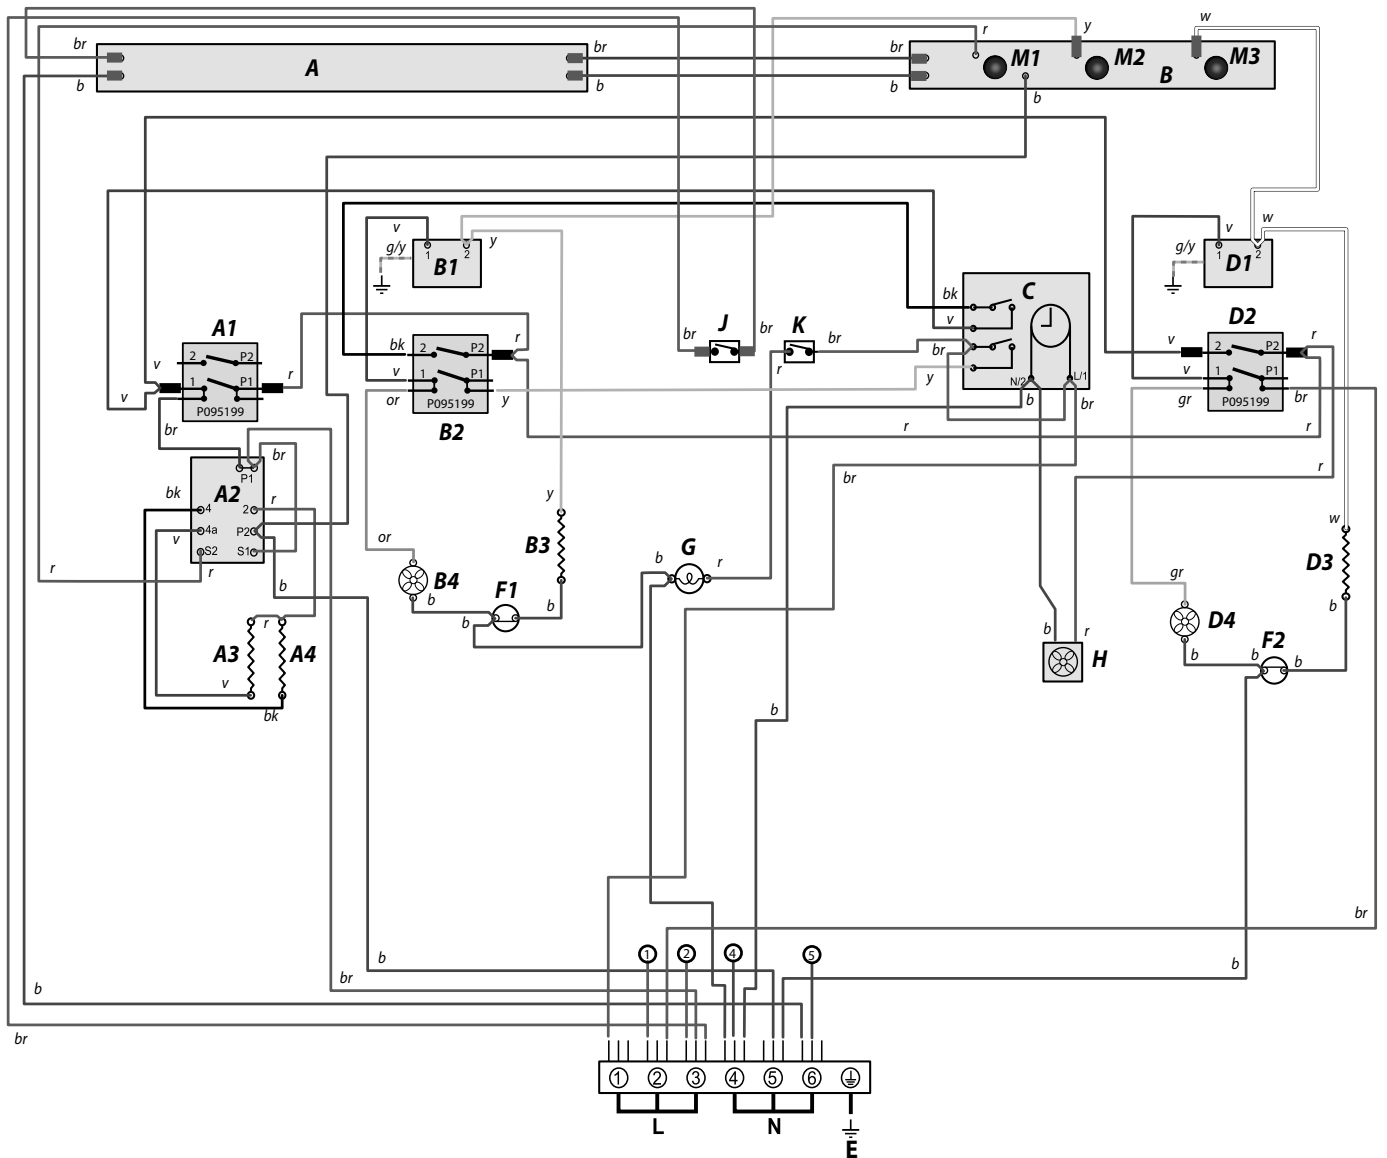 w
r
y
br
br
br
b
b
b
A
M1
M2
B
M3
b
v
y
g/y
1
2
B1
v
w
g/y
1
2
D1
bk
C
v
br
y
N/2
L/1
b
br
A1
v
2
P2
1
P1
r
P095199
v
br
bk
2
P2
r
v
1
P1
or
P095199
y
B2
br
J
br
K
br
r
D2
v
2
P2
r
v
1
P1
gr
P095199
br
r
r
br
r
br
P1
bk
A2
4
2
r
v
4a
P2
S2
S1
r
r
b
r
A3
A4
v
bk
y
B3
or
B4
b
F1
b
b
b
G
r
b
H
r
w
D3
b
gr
D4
b
b
F2
b
b
br
b
b
br
b
br
1
2
4
5
1
2
3
4
5
6
L
N
E